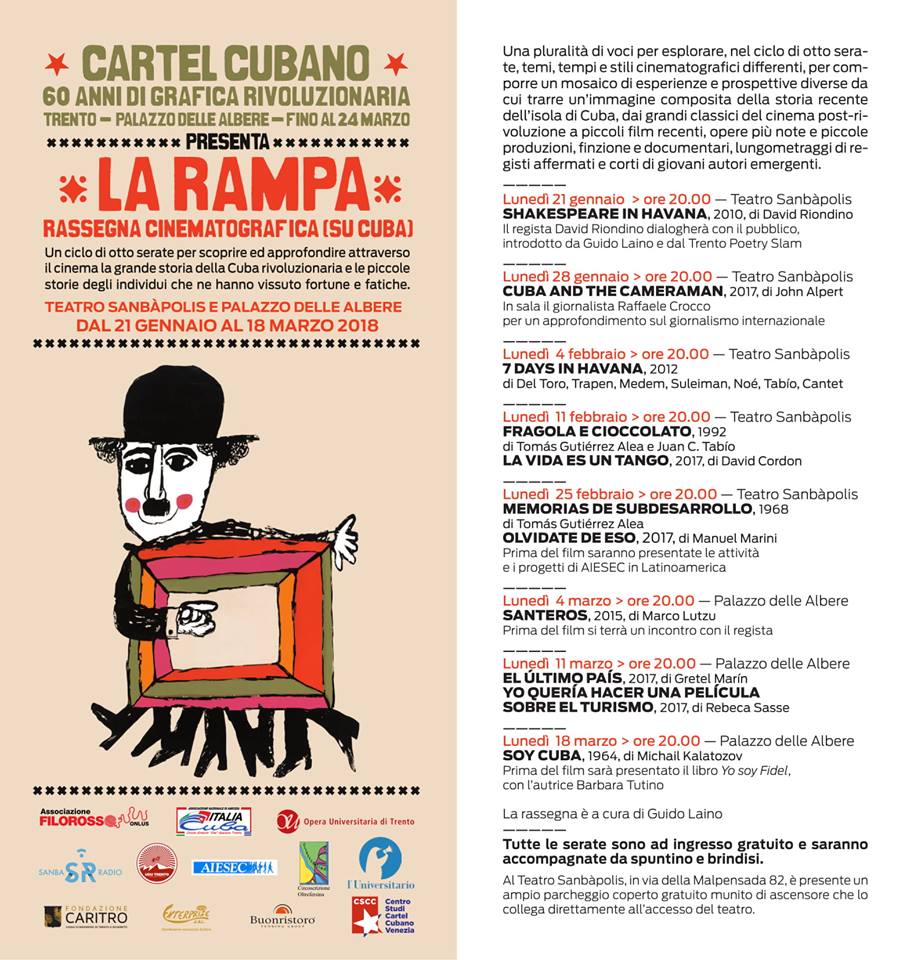 CARTEL CUBANO
60 ANNI DI GRAFICA RIVOLUZIONARIA
TRENTO — PALAZZO DELLE ALBERE — FINO AL 24 MARZO
PRESENTA
LA RAMPA
RASSEGNA CINEMATOGRAFICA (SU CUBA)
Un ciclo di otto serate per scoprire ed approfondire attraverso
il cinema la grande storia della Cuba rivoluzionaria e le piccole
storie degli individui che ne hanno vissuto fortune e fatiche.
TEATRO SANBÀPOLIS E PALAZZO DELLE ALBERE
DAL 21 GENNAIO AL 18 MARZO 2018
Associazione
FILOROSSO
ONLUS
ITALIA
Cuba
Opera Universitaria di Trento
SANBA SR RADIO
AIESEC
Circoscrizione
Oltrefersina
l'Universitario
FONDAZIONE
CARITRO
Buonristoro
VENDING GROUP
CSCC
Centro
Studi
Cartel
Cubano
Venezia
Una pluralità di voci per esplorare, nel ciclo di otto sera-
te, temi, tempi e stili cinematografici differenti, per com-
porre un mosaico di esperienze e prospettive diverse da
cui trarre un'immagine composita della storia recente
dell'isola di Cuba, dai grandi classici del cinema post-ri-
voluzione a piccoli film recenti, opere più note e piccole
produzioni, finzione e documentari, lungometraggi di re-
gisti affermati e corti di giovani autori emergenti.
—————
Lunedì 21 gennaio > ore 20.00 — Teatro Sanbàpolis
SHAKESPEARE IN HAVANA, 2010, di David Riondino
Il regista David Riondino dialogherà con il pubblico,
introdotto da Guido Laino e dal Trento Poetry Slam
—————
Lunedì 28 gennaio > ore 20.00 — Teatro Sanbàpolis
CUBA AND THE CAMERAMAN, 2017, di John Alpert
In sala il giornalista Raffaele Crocco
per un approfondimento sul giornalismo internazionale
—————
Lunedì 4 febbraio > ore 20.00 — Teatro Sanbàpolis
7 DAYS IN HAVANA, 2012
di Del Toro, Trapen, Medem, Suleiman, Noé, Tabío, Cantet
—————
Lunedì 11 febbraio > ore 20.00 — Teatro Sanbàpolis
FRAGOLA E CIOCCOLATO, 1992
di Tomás Gutiérrez Alea e Juan C. Tabío
LA VIDA ES UN TANGO, 2017, di David Cordon
—————
Lunedì 25 febbraio > ore 20.00 — Teatro Sanbàpolis
MEMORIAS DE SUBDESARROLLO, 1968
di Tomás Gutiérrez Alea
OLVIDATE DE ESO, 2017, di Manuel Marini
Prima del film saranno presentate le attività
e i progetti di AIESEC in Latinoamerica
—————
Lunedì 4 marzo > ore 20.00 — Palazzo delle Albere
SANTEROS, 2015, di Marco Lutzu
Prima del film si terrà un incontro con il regista
—————
Lunedì 11 marzo > ore 20.00 — Palazzo delle Albere
EL ÚLTIMO PAÍS, 2017, di Gretel Marín
YO QUERÍA HACER UNA PELÍCULA
SOBRE EL TURISMO, 2017, di Rebeca Sasse
—————
Lunedì 18 marzo > ore 20.00 — Palazzo delle Albere
SOY CUBA, 1964, di Michail Kalatozov
Prima del film sarà presentato il libro Yo soy Fidel,
con l'autrice Barbara Tutino
La rassegna è a cura di Guido Laino
—————
Tutte le serate sono ad ingresso gratuito e saranno
accompagnate da spuntino e brindisi.
Al Teatro Sanbàpolis, in via della Malpensada 82, è presente un
ampio parcheggio coperto gratuito munito di ascensore che lo
collega direttamente all'accesso del teatro.